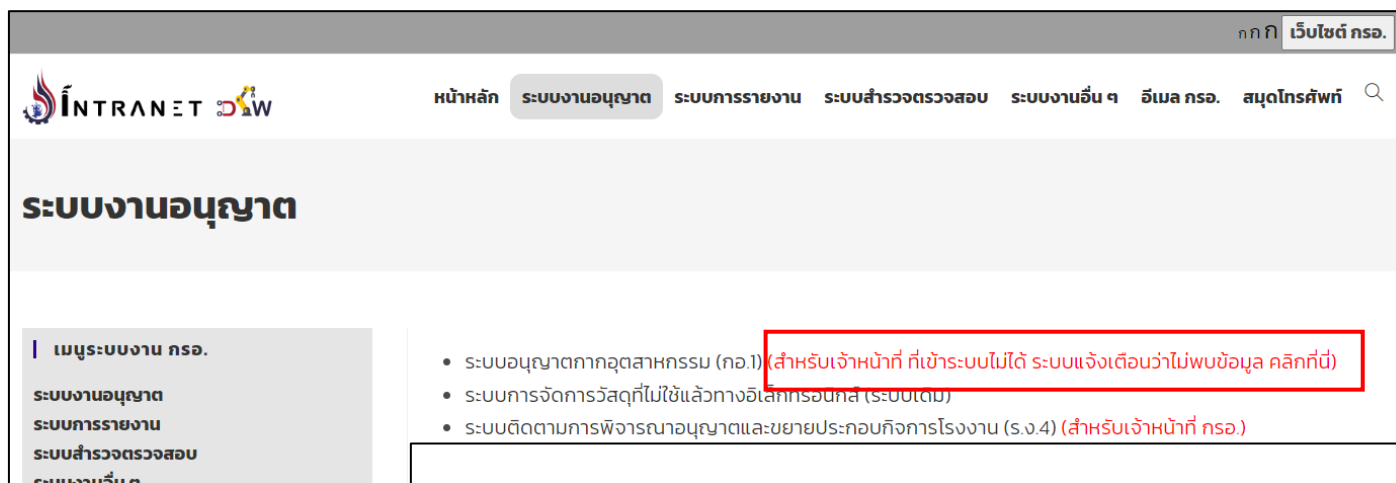 ก ก ก เว็บไซต์ กรอ.
INTRANET DIW
หน้าหลัก ระบบงานอนุญาต ระบบการรายงาน ระบบสำรวจตรวจสอบ ระบบงานอื่น ๆ อีเมล กรอ. สมุดโทรศัพท์
ระบบงานอนุญาต
เมนูระบบงาน กรอ.
ระบบงานอนุญาต
ระบบการรายงาน
ระบบสำรวจตรวจสอบ
ระบบงานอื่น ๆ
• ระบบอนุญาตกากอุตสาหกรรม (กอ.1) (สำหรับเจ้าหน้าที่ ที่เข้าระบบไม่ได้ ระบบแจ้งเตือนว่าไม่พบข้อมูล คลิกที่นี่)
• ระบบการจัดการวัสดุที่ไม่ใช้แล้วทางอิเล็กทรอนิกส์ (ระบบเดิม)
• ระบบติดตามการพิจารณาอนุญาตและขยายประกอบกิจการโรงงาน (ร.ง.4) (สำหรับเจ้าหน้าที่ กรอ.)